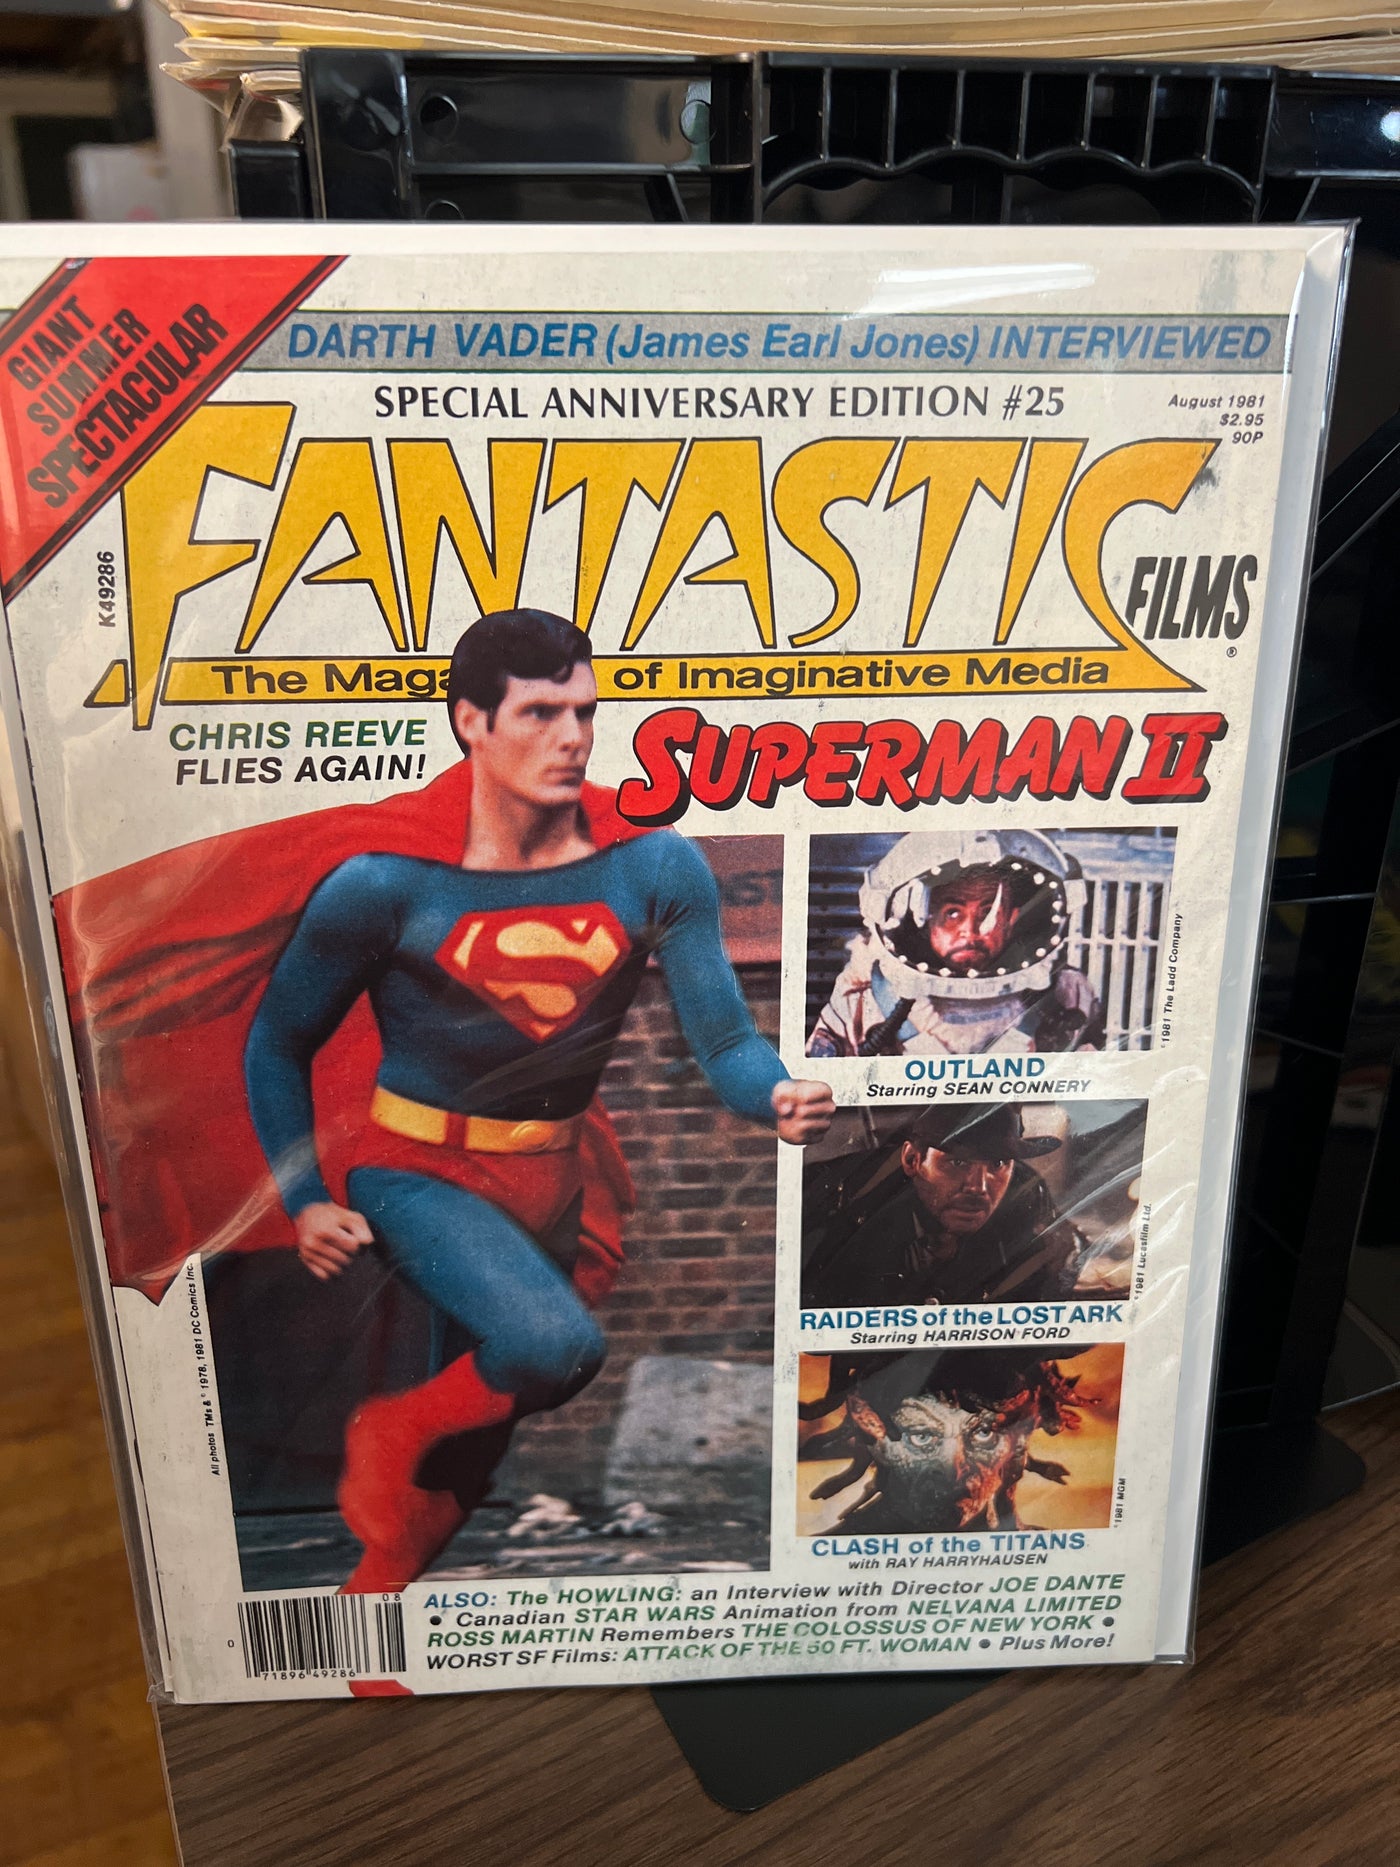 GIANT
SUMMER
SPECTACULAR
DARTH VADER (James Earl Jones) INTERVIEWED
SPECIAL ANNIVERSARY EDITION #25
August 1981
$2.95
90P
FANTASTIC
FILMS®
K49286
The Maga of Imaginative Media
CHRIS REEVE
FLIES AGAIN!
SUPERMAN II
©1981 The Ladd Company
OUTLAND
Starring SEAN CONNERY
©1981 Lucasfilm Ltd.
RAIDERS of the LOST ARK
Starring HARRISON FORD
©1981 MGM
CLASH of the TITANS
with RAY HARRYHAUSEN
All photos TMs & © 1978, 1981 DC Comics Inc.
ALSO: The HOWLING: an Interview with Director JOE DANTE
• Canadian STAR WARS Animation from NELVANA LIMITED
ROSS MARTIN Remembers THE COLOSSUS OF NEW YORK •
WORST SF Films: ATTACK OF THE 50 FT. WOMAN • Plus More!
08
0 71896 49286